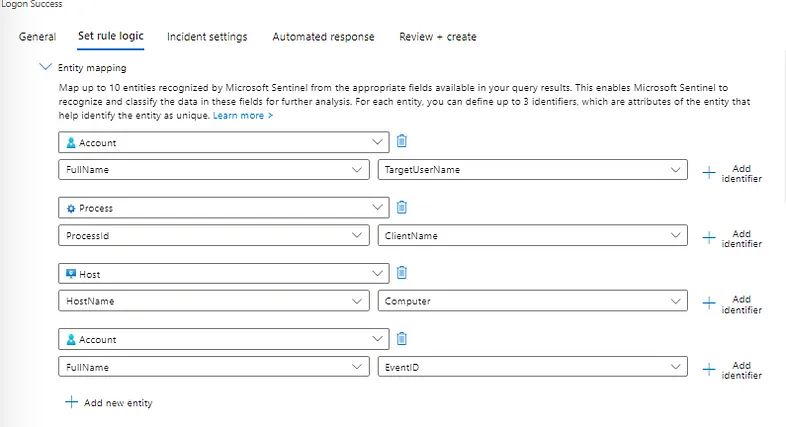 Logon Success
General Set rule logic Incident settings Automated response Review + create
Entity mapping
Map up to 10 entities recognized by Microsoft Sentinel from the appropriate fields available in your query results. This enables Microsoft Sentinel to
recognize and classify the data in these fields for further analysis. For each entity, you can define up to 3 identifiers, which are attributes of the entity that
help identify the entity as unique. Learn more >
Account
FullName TargetUserName + Add
identifier
Process
ProcessId ClientName + Add
identifier
Host
HostName Computer + Add
identifier
Account
FullName EventID + Add
identifier
+ Add new entity